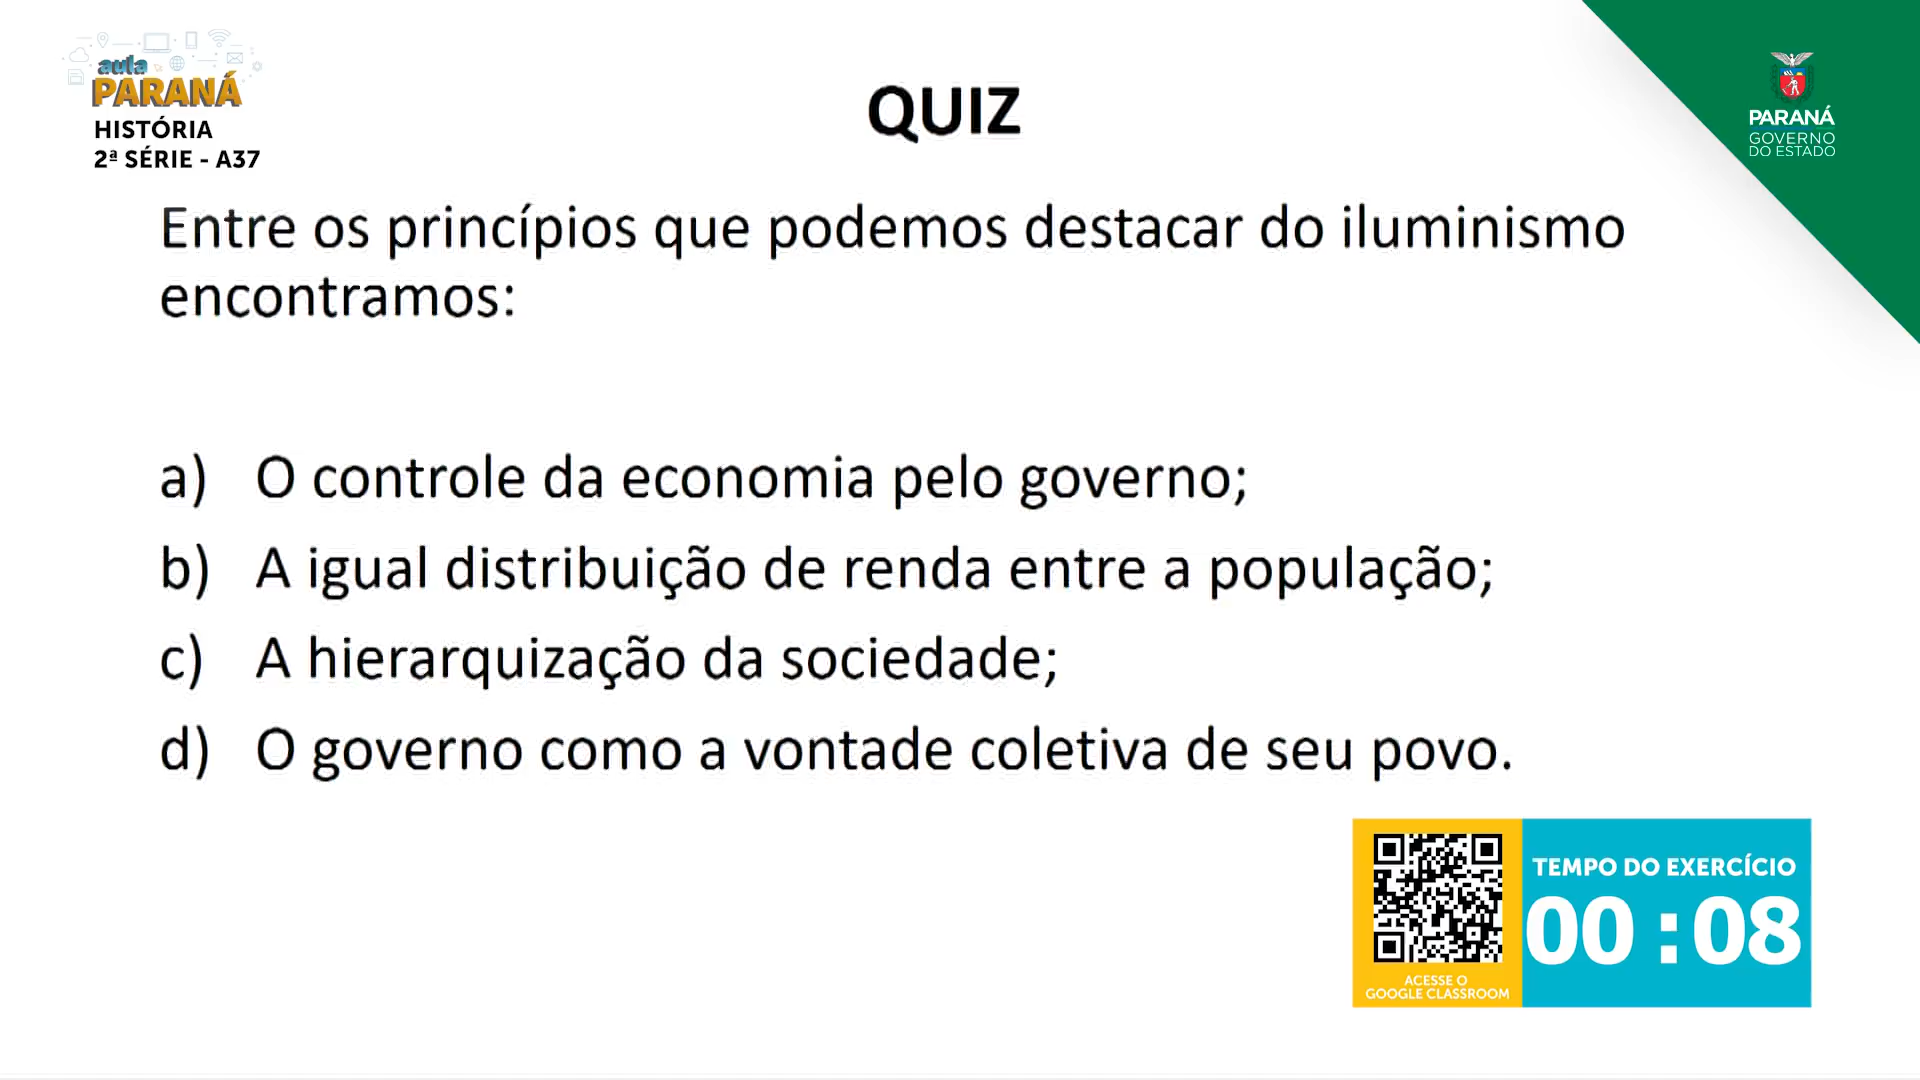 aula
PARANÁ
HISTÓRIA
2ª SÉRIE - A37
QUIZ
PARANÁ
GOVERNO
DO ESTADO
Entre os princípios que podemos destacar do iluminismo
encontramos:
a) O controle da economia pelo governo;
b) A igual distribuição de renda entre a população;
c) A hierarquização da sociedade;
d) O governo como a vontade coletiva de seu povo.
ACESSE O
GOOGLE CLASSROOM
TEMPO DO EXERCÍCIO
00:08